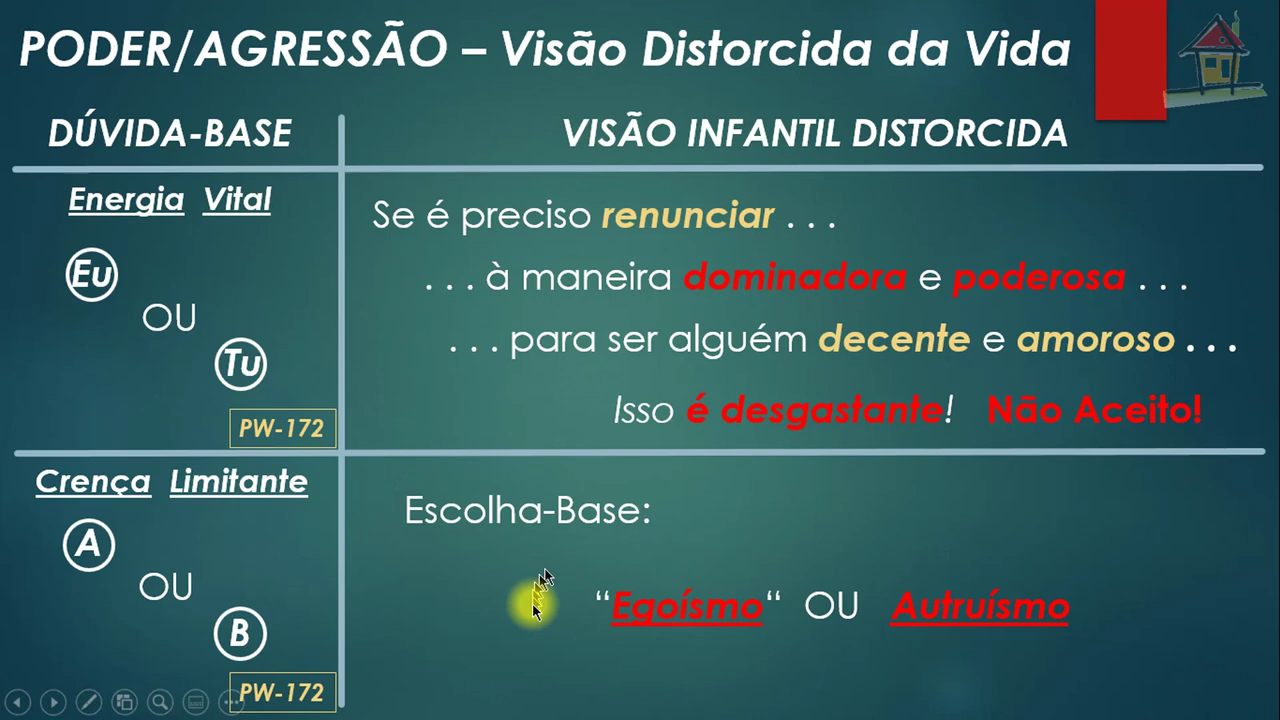 PODER/AGRESSÃO – Visão Distorcida da Vida
DÚVIDA-BASE
VISÃO INFANTIL DISTORCIDA
Energia Vital
Eu
OU
Tu
PW-172
Se é preciso renunciar . . .
. . . à maneira dominadora e poderosa . . .
. . . para ser alguém decente e amoroso . . .
Isso é desgastante! Não Aceito!
Crença Limitante
A
OU
B
PW-172
Escolha-Base:
“Egoísmo“ OU Autruísmo